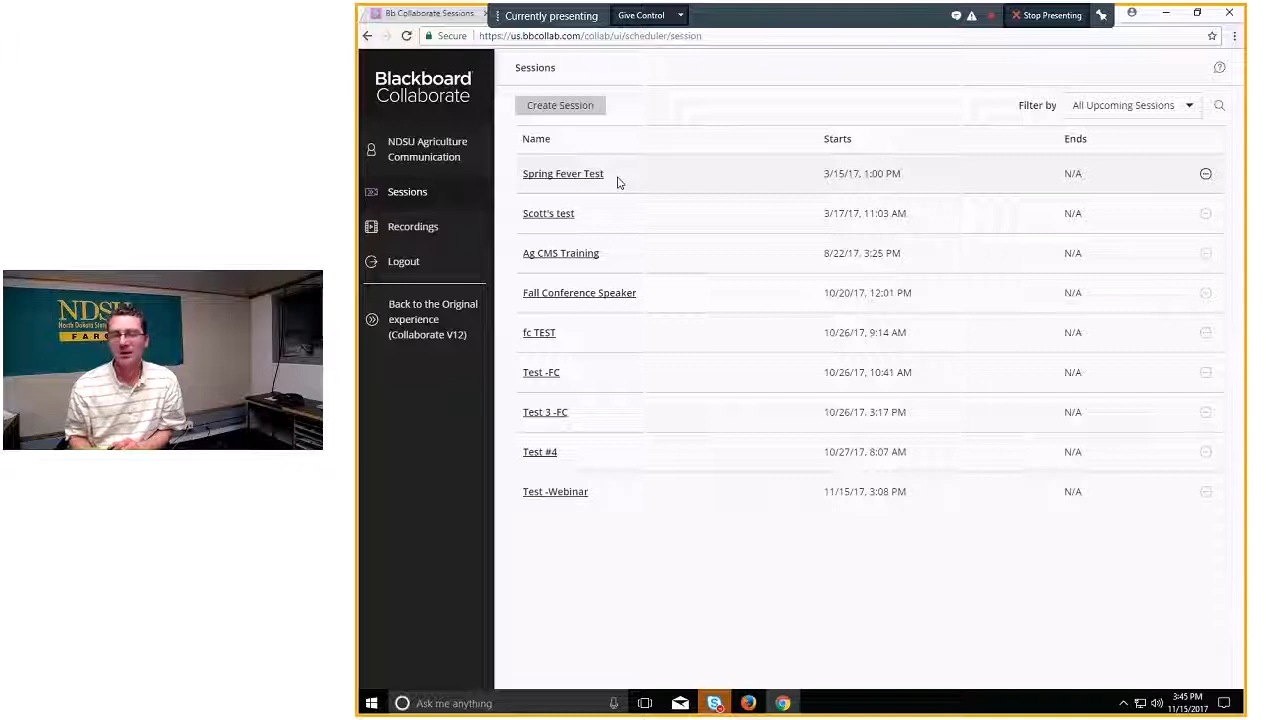 Bb Collaborate Sessions
Currently presenting
Give Control
Stop Presenting
Secure
https://us.bbcollab.com/collab/ui/scheduler/session
Blackboard
Collaborate
NDSU Agriculture
Communication
Sessions
Recordings
Logout
Back to the Original
experience
(Collaborate V12)
Sessions
Create Session
Filter by
All Upcoming Sessions
Name Starts Ends
Spring Fever Test 3/15/17, 1:00 PM N/A
Scott's test 3/17/17, 11:03 AM N/A
Ag CMS Training 8/22/17, 3:25 PM N/A
Fall Conference Speaker 10/20/17, 12:01 PM N/A
fc TEST 10/26/17, 9:14 AM N/A
Test -FC 10/26/17, 10:41 AM N/A
Test 3 -FC 10/26/17, 3:17 PM N/A
Test #4 10/27/17, 8:07 AM N/A
Test -Webinar 11/15/17, 3:08 PM N/A
NDSU
North Dakota State
Ask me anything
3:45 PM
11/15/2017